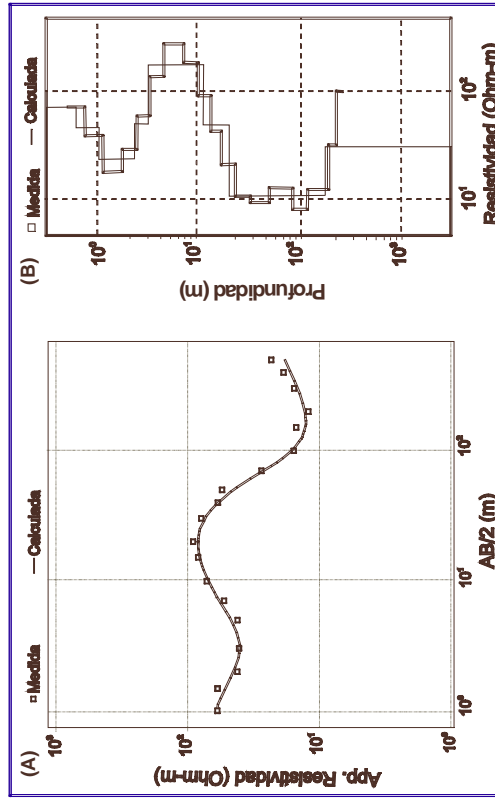 (A)
Medida
Calculada
App. Resistividad (Ohm-m)
10³
10²
10¹
10⁰
10⁰
10¹
10²
AB/2 (m)
(B)
Medida
Calculada
Profundidad (m)
10⁰
10¹
10²
10³
10¹
10²
Resistividad (Ohm-m)